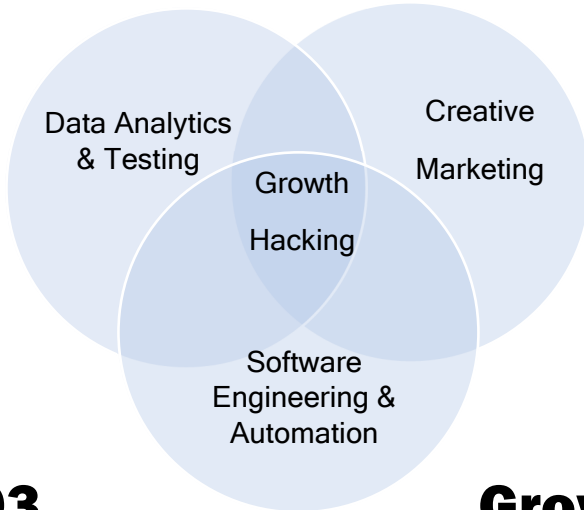 Data Analytics
& Testing
Creative
Marketing
Growth
Hacking
Software
Engineering &
Automation